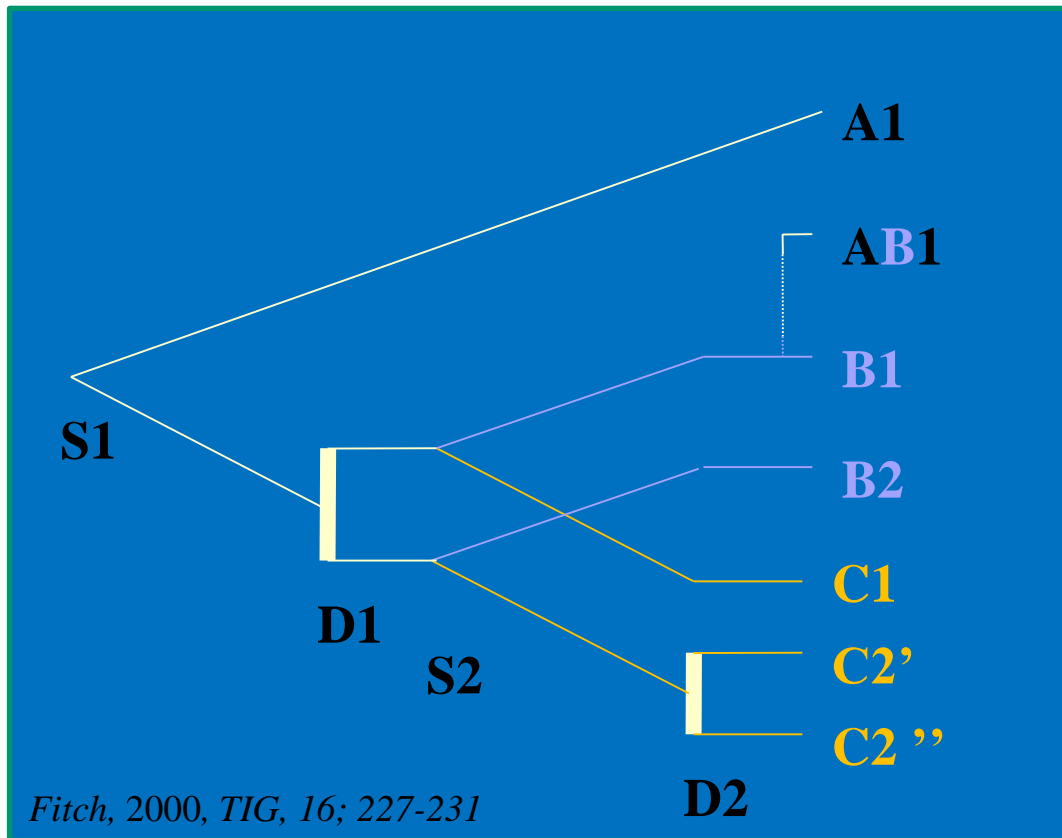 A1
AB1
B1
S1
B2
C1
D1
C2’
S2
C2 ’’
D2
Fitch, 2000, TIG, 16; 227-231